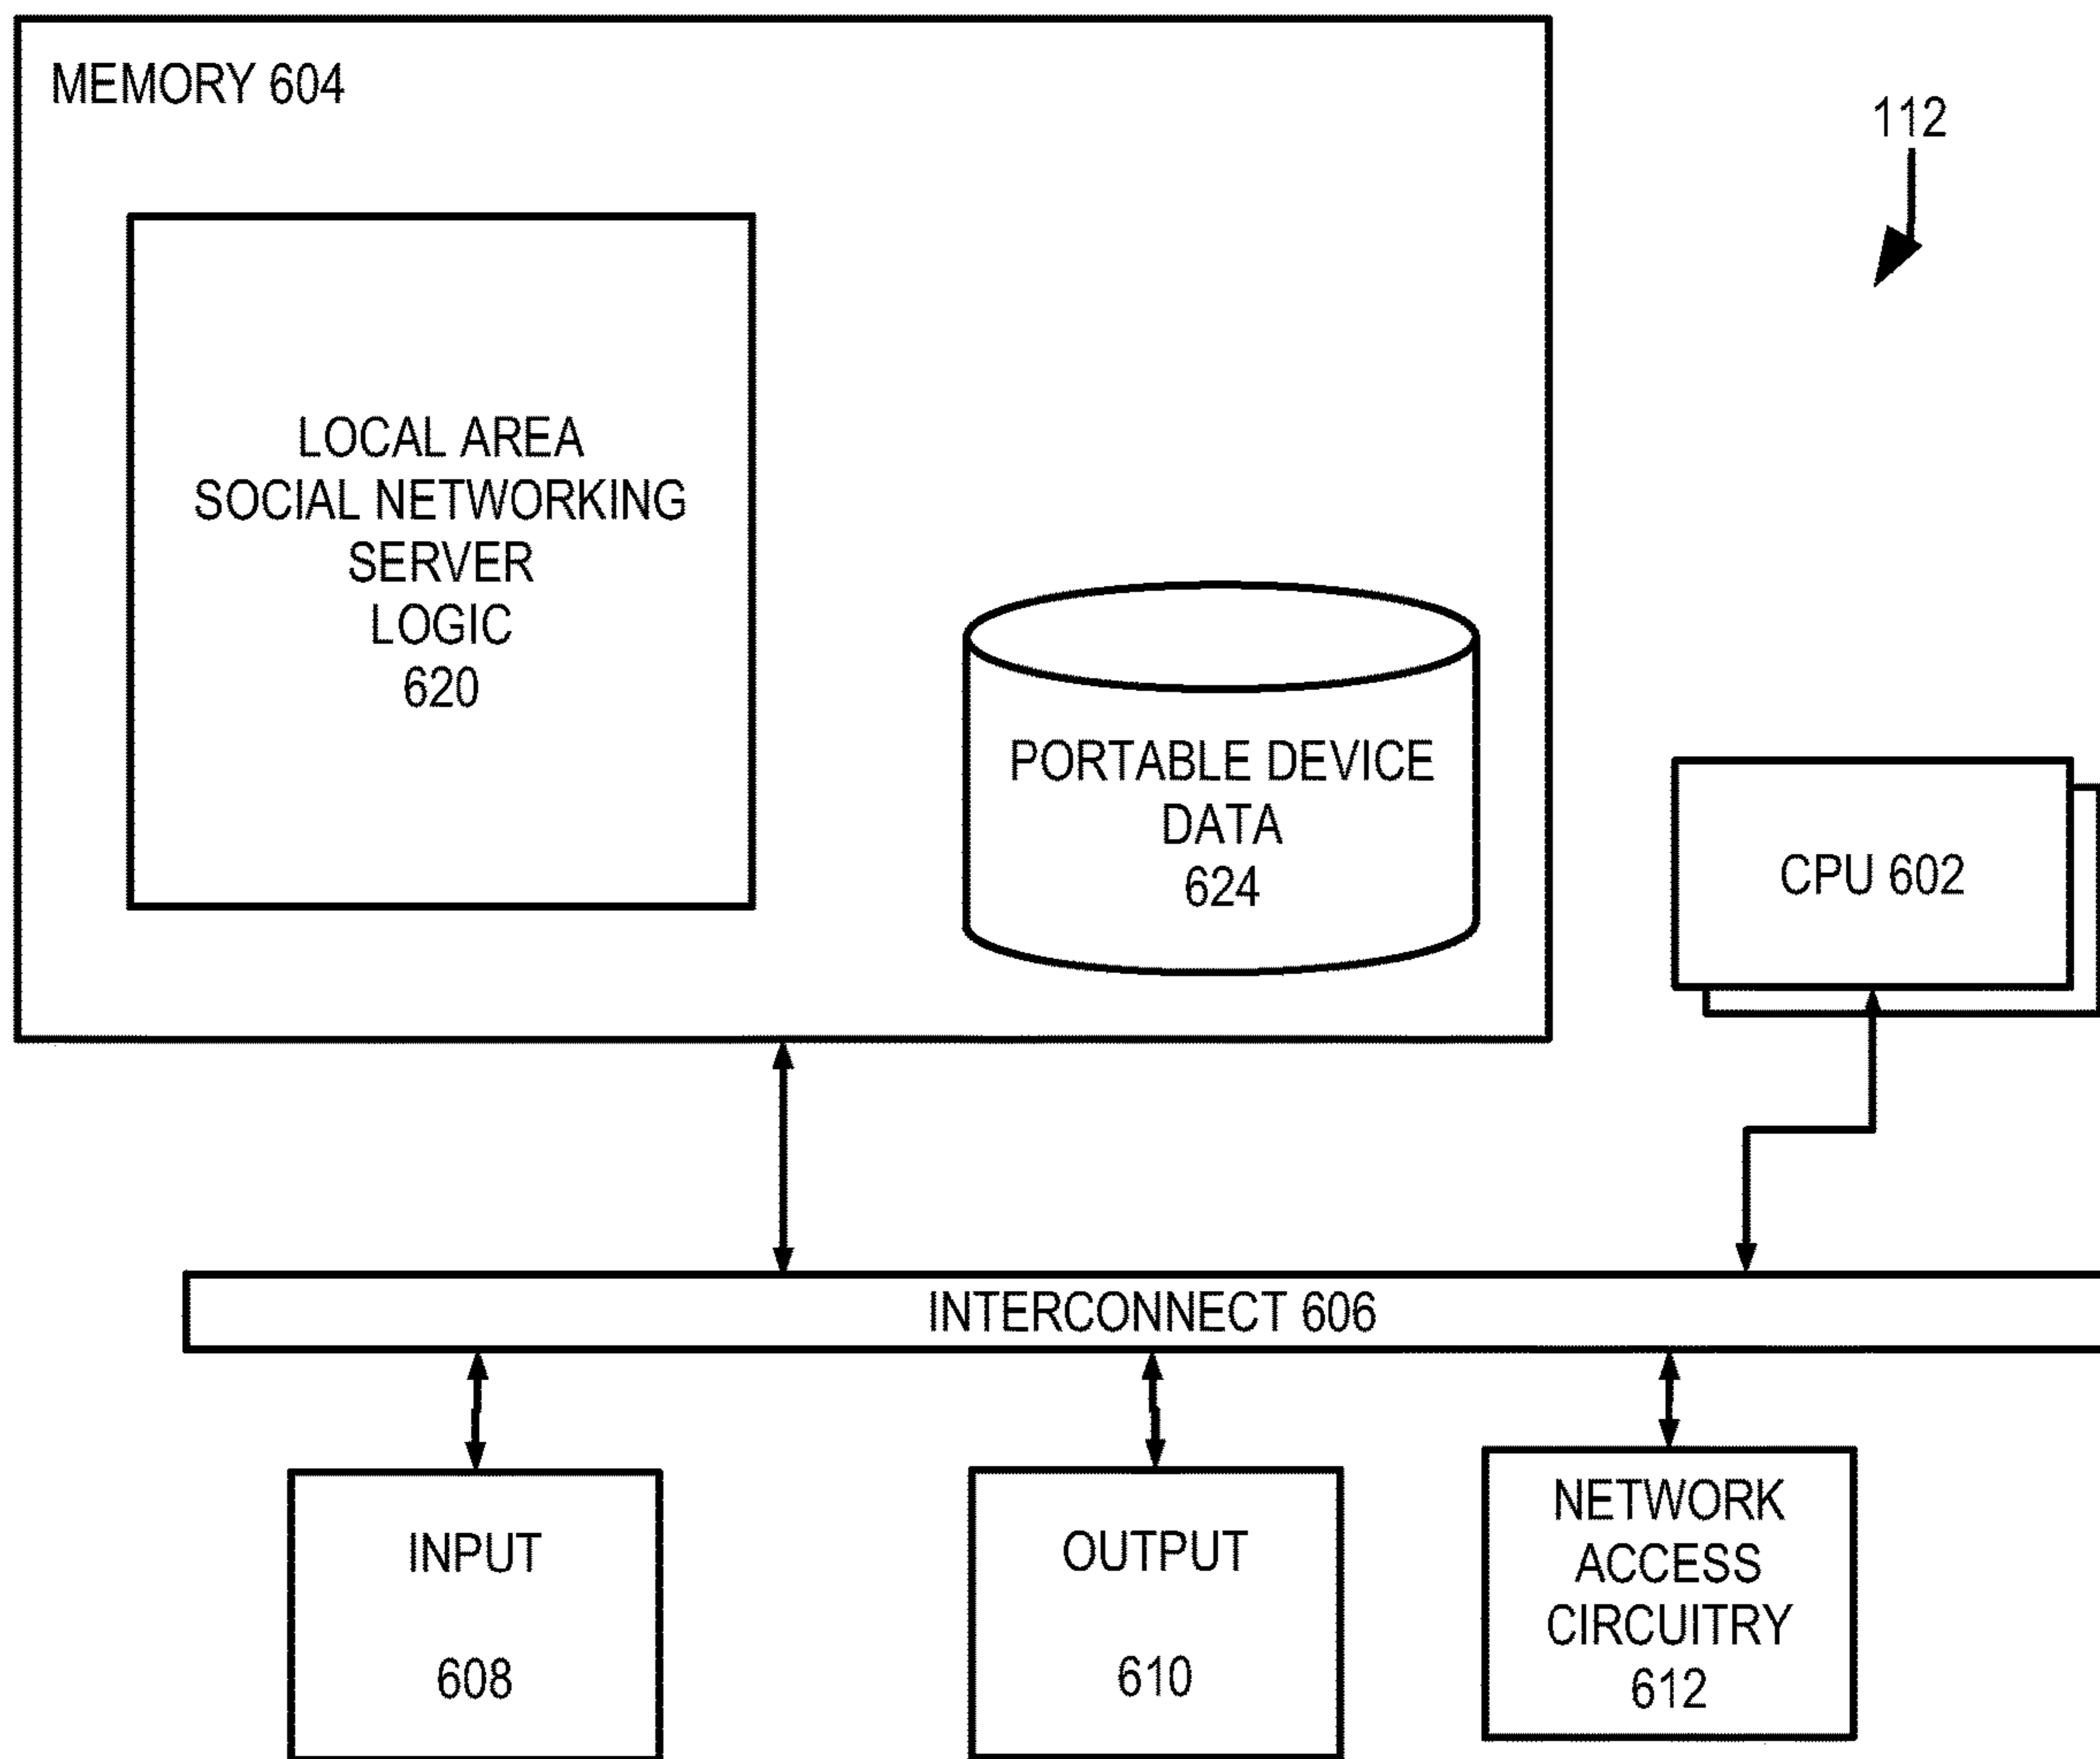 MEMORY 604
112
LOCAL AREA
SOCIAL NETWORKING
SERVER
LOGIC
620
PORTABLE DEVICE
DATA
624
CPU 602
INTERCONNECT 606
INPUT
608
OUTPUT
610
NETWORK
ACCESS
CIRCUITRY
612